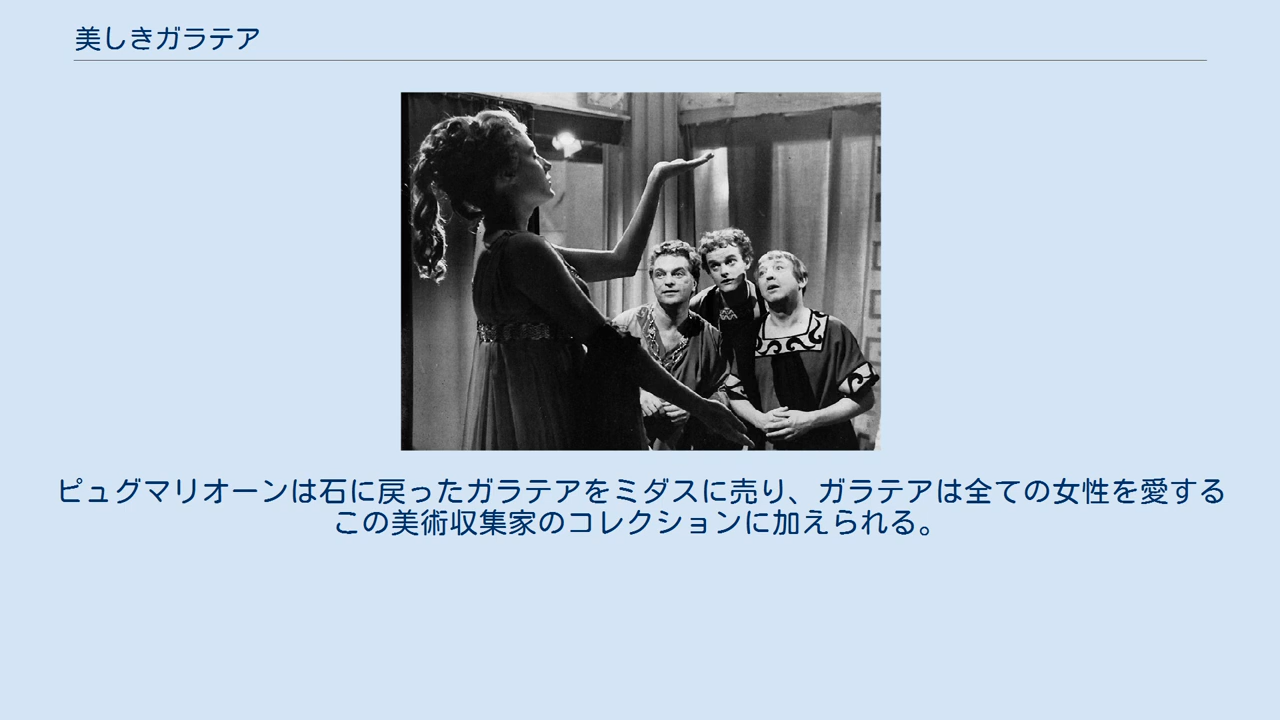 美しきガラテア
ピュグマリオーンは石に戻ったガラテアをミダスに売り、ガラテアは全ての女性を愛する
この美術収集家のコレクションに加えられる。